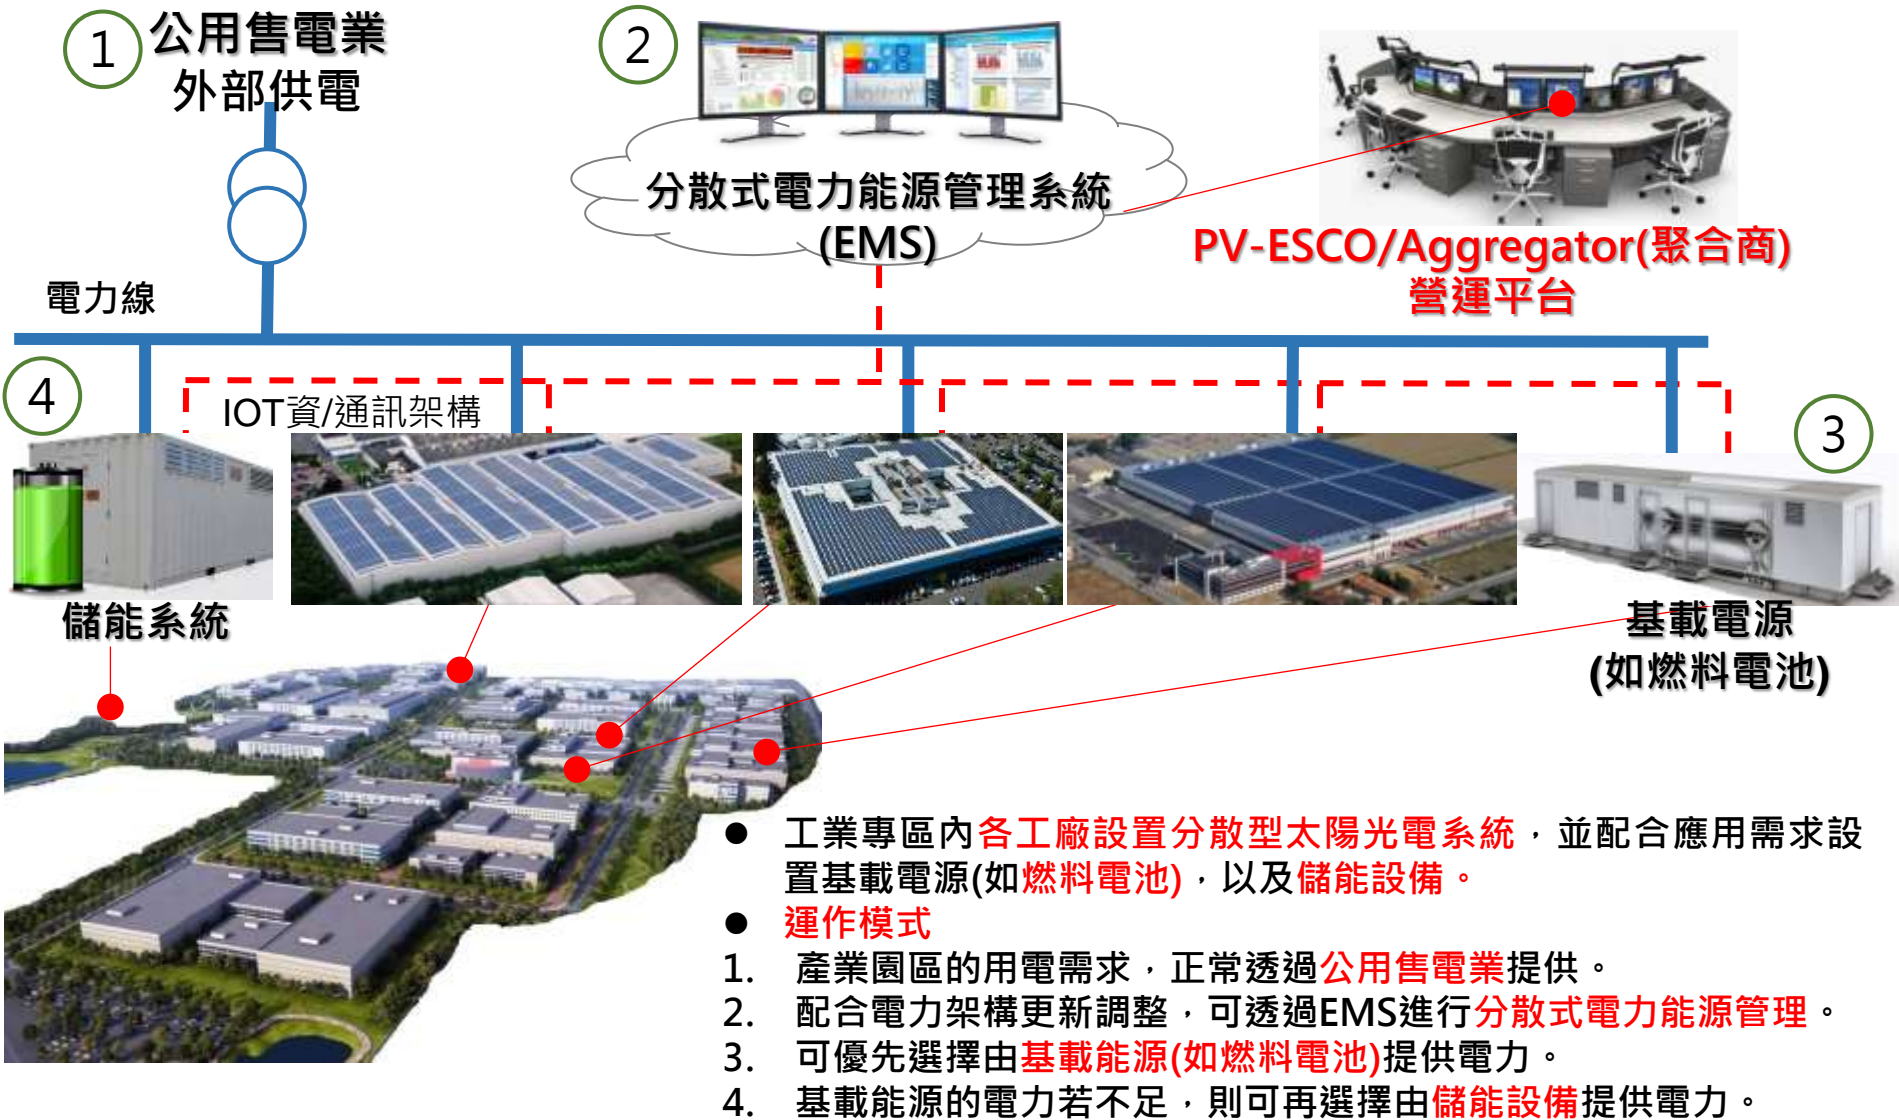 1
公用售電業
外部供電
2
分散式電力能源管理系統
(EMS)
PV-ESCO/Aggregator(聚合商)
營運平台
電力線
4
IOT資/通訊架構
3
儲能系統
基載電源
(如燃料電池)
● 工業專區內各工廠設置分散型太陽光電系統，並配合應用需求設
置基載電源(如燃料電池)，以及儲能設備。
● 運作模式
1. 產業園區的用電需求，正常透過公用售電業提供。
2. 配合電力架構更新調整，可透過EMS進行分散式電力能源管理。
3. 可優先選擇由基載能源(如燃料電池)提供電力。
4. 基載能源的電力若不足，則可再選擇由儲能設備提供電力。